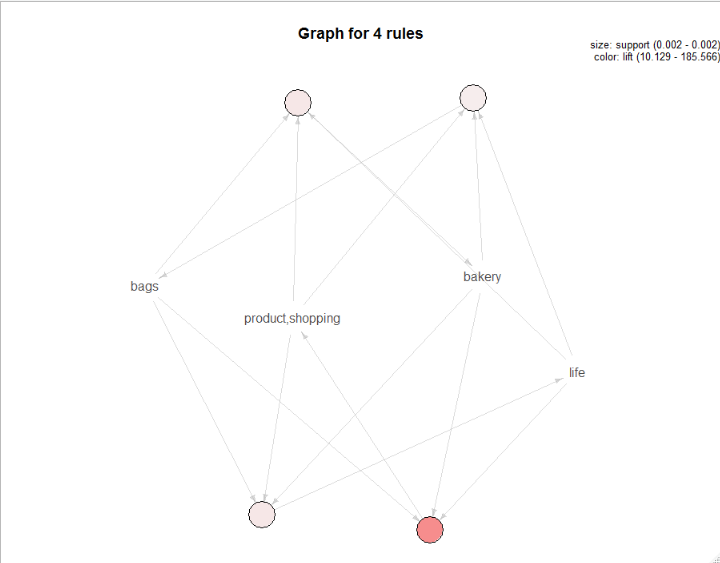 Graph for 4 rules
size: support (0.002 - 0.002)
color: lift (10.129 - 185.566)
bakery
bags
product,shopping
life